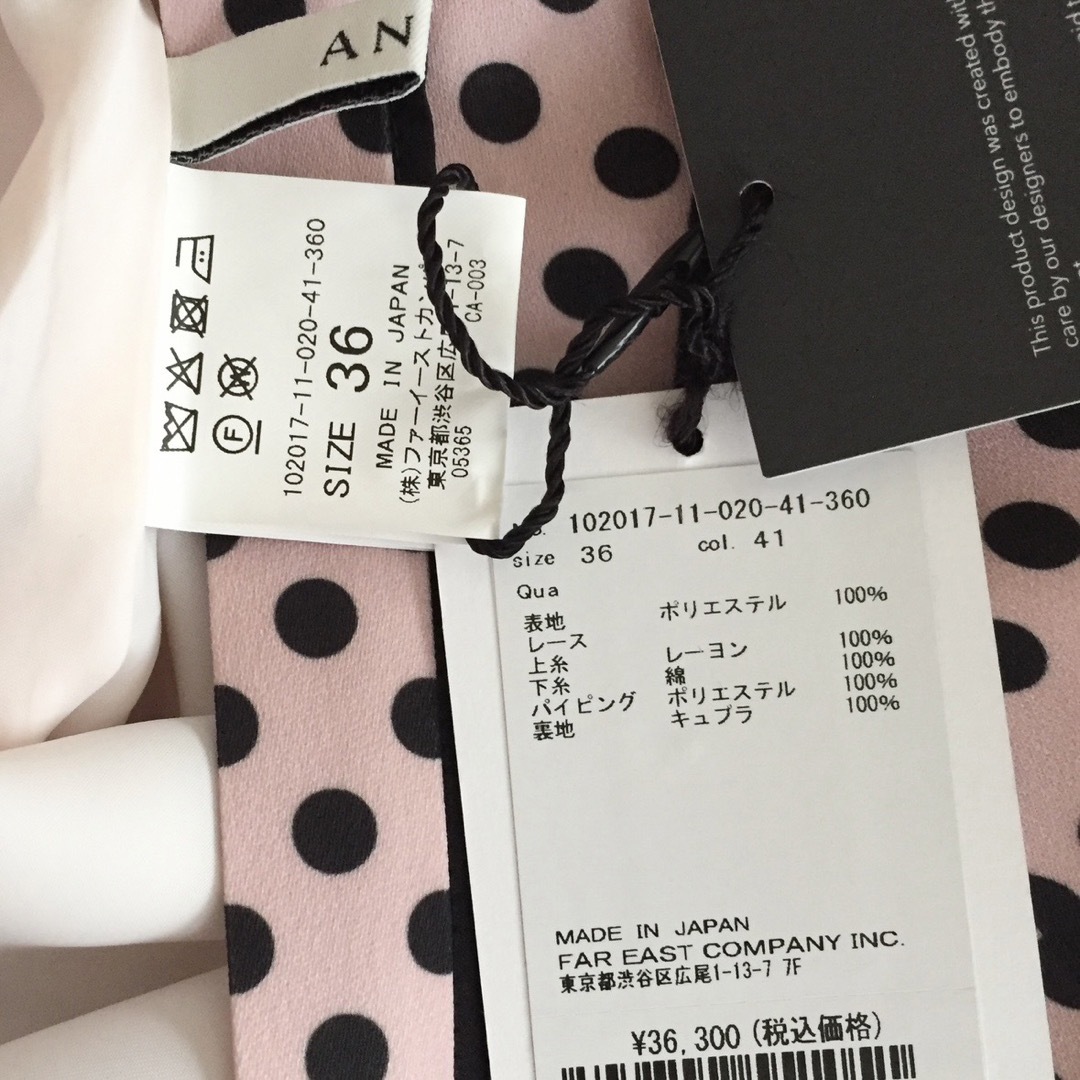 A N
102017-11-020-41-360
SIZE 36
MADE IN JAPAN
(株)ファーイーストカン
東京都渋谷区広 1-13-7
05365 CA-003
F
W
This product design was created with
care by our designers to embody th
102017-11-020-41-360
size 36 col. 41
Qua
表地 ポリエステル 100%
レース
上糸 レーヨン 100%
下糸 綿 100%
パイピング ポリエステル 100%
裏地 キュプラ 100%
MADE IN JAPAN
FAR EAST COMPANY INC.
東京都渋谷区広尾1-13-7 7F
¥36,300 (税込価格)